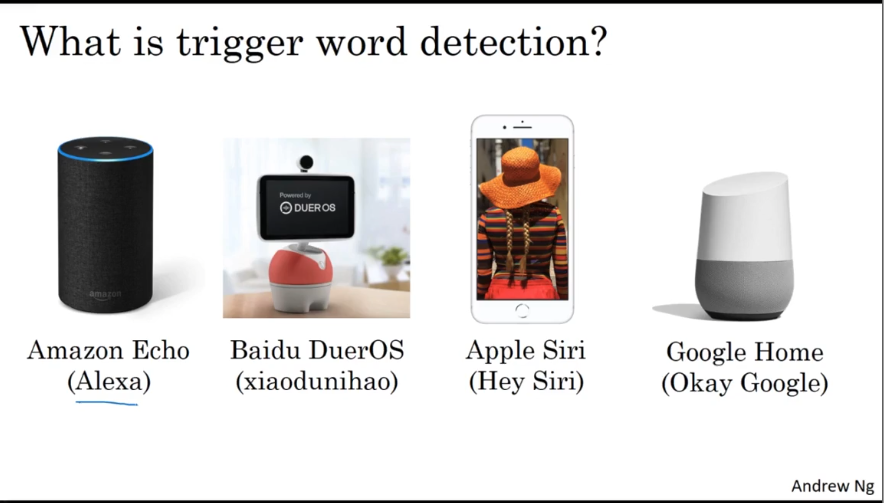 What is trigger word detection?
Powered by
DUER OS
amazon
Amazon Echo
(Alexa)
Baidu DuerOS
(xiaodunihao)
Apple Siri
(Hey Siri)
Google Home
(Okay Google)
Andrew Ng